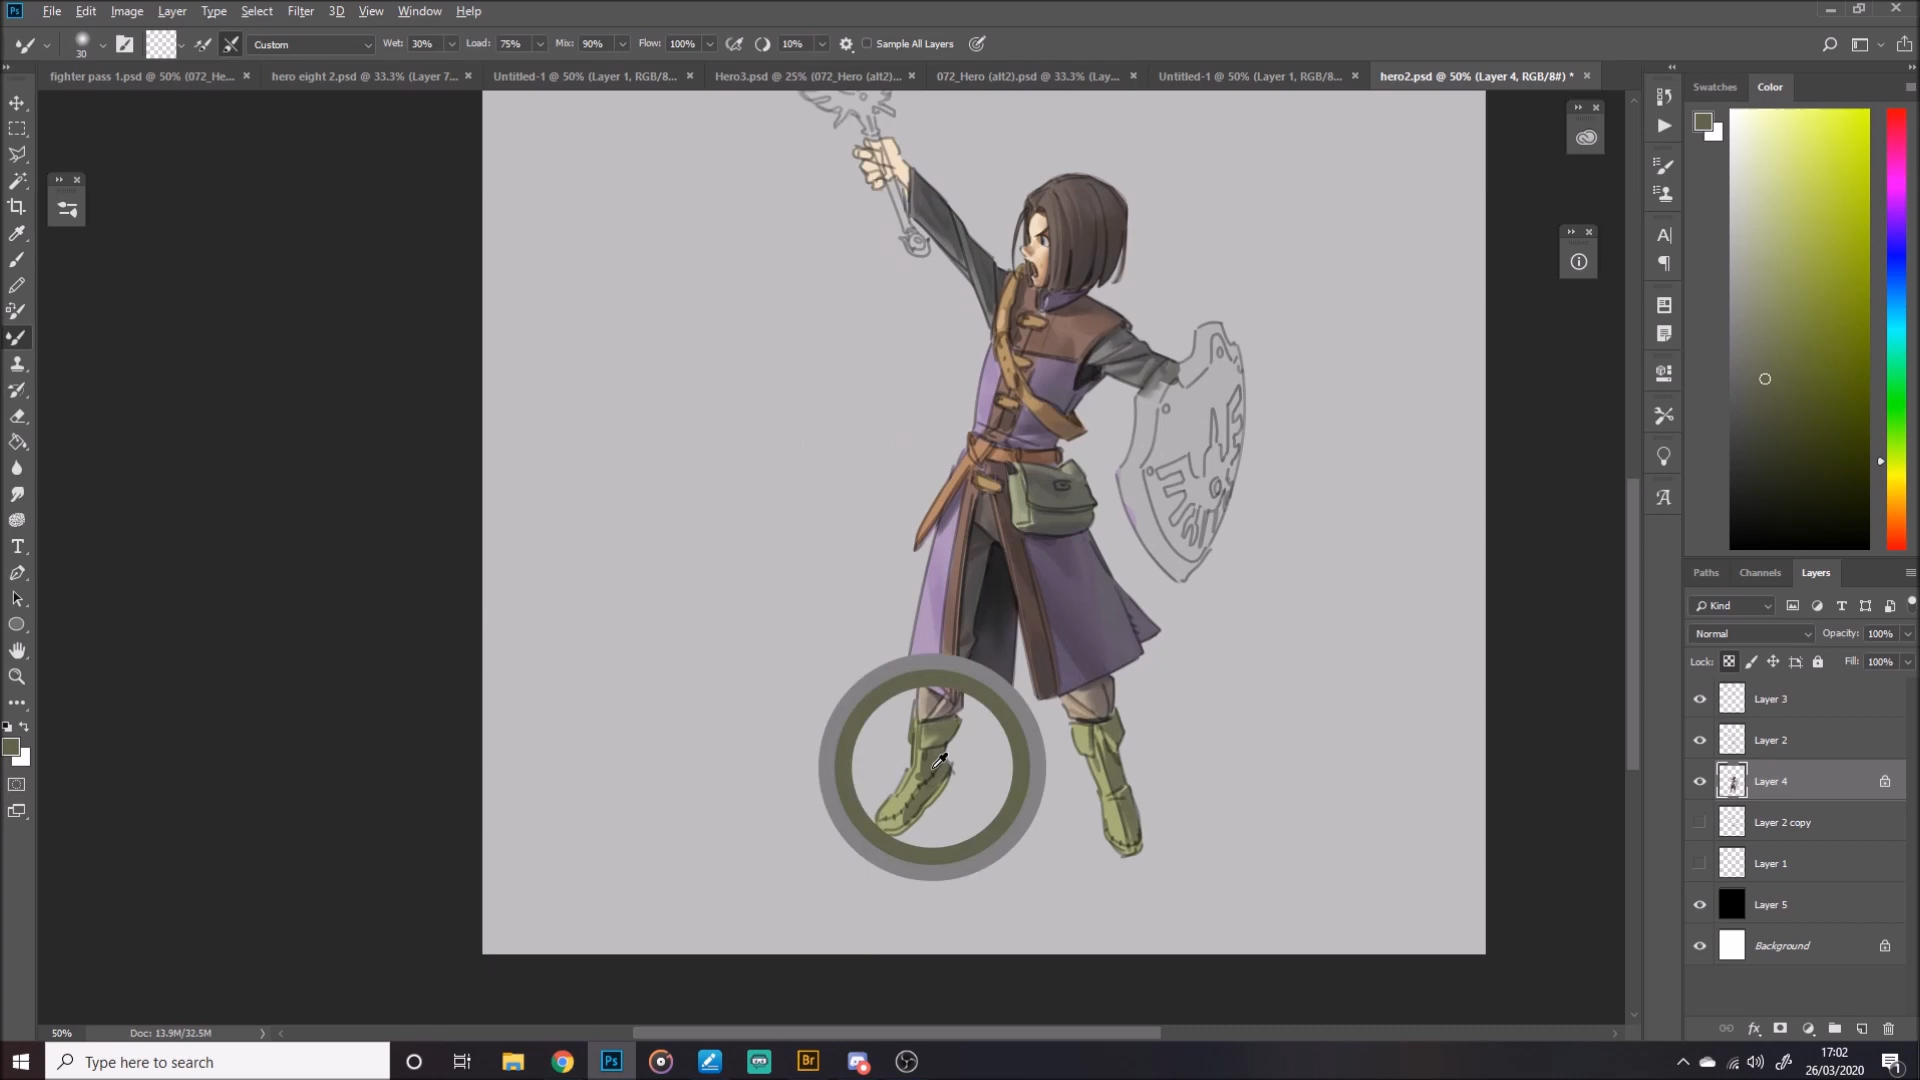 Ps File Edit Image Layer Type Select Filter 3D View Window Help
30 Custom Wet: 30% Load: 75% Mix: 90% Flow: 100% 10% Sample All Layers
fighter pass 1.psd @ 50% (072_He... hero eight 2.psd @ 33.3% (Layer 7... Untitled-1 @ 50% (Layer 1, RGB/8... Hero3.psd @ 25% (072_Hero (alt2)... 072_Hero (alt2).psd @ 33.3% (Lay... Untitled-1 @ 50% (Layer 1, RGB/8... hero2.psd @ 50% (Layer 4, RGB/8#) *
Swatches Color
Paths Channels Layers
Kind
Normal Opacity: 100%
Lock: Fill: 100%
Layer 3
Layer 2
Layer 4
Layer 2 copy
Layer 1
Layer 5
Background
50% Doc: 13.9M/32.5M
Type here to search
Ps Br
17:02
26/03/2020
1